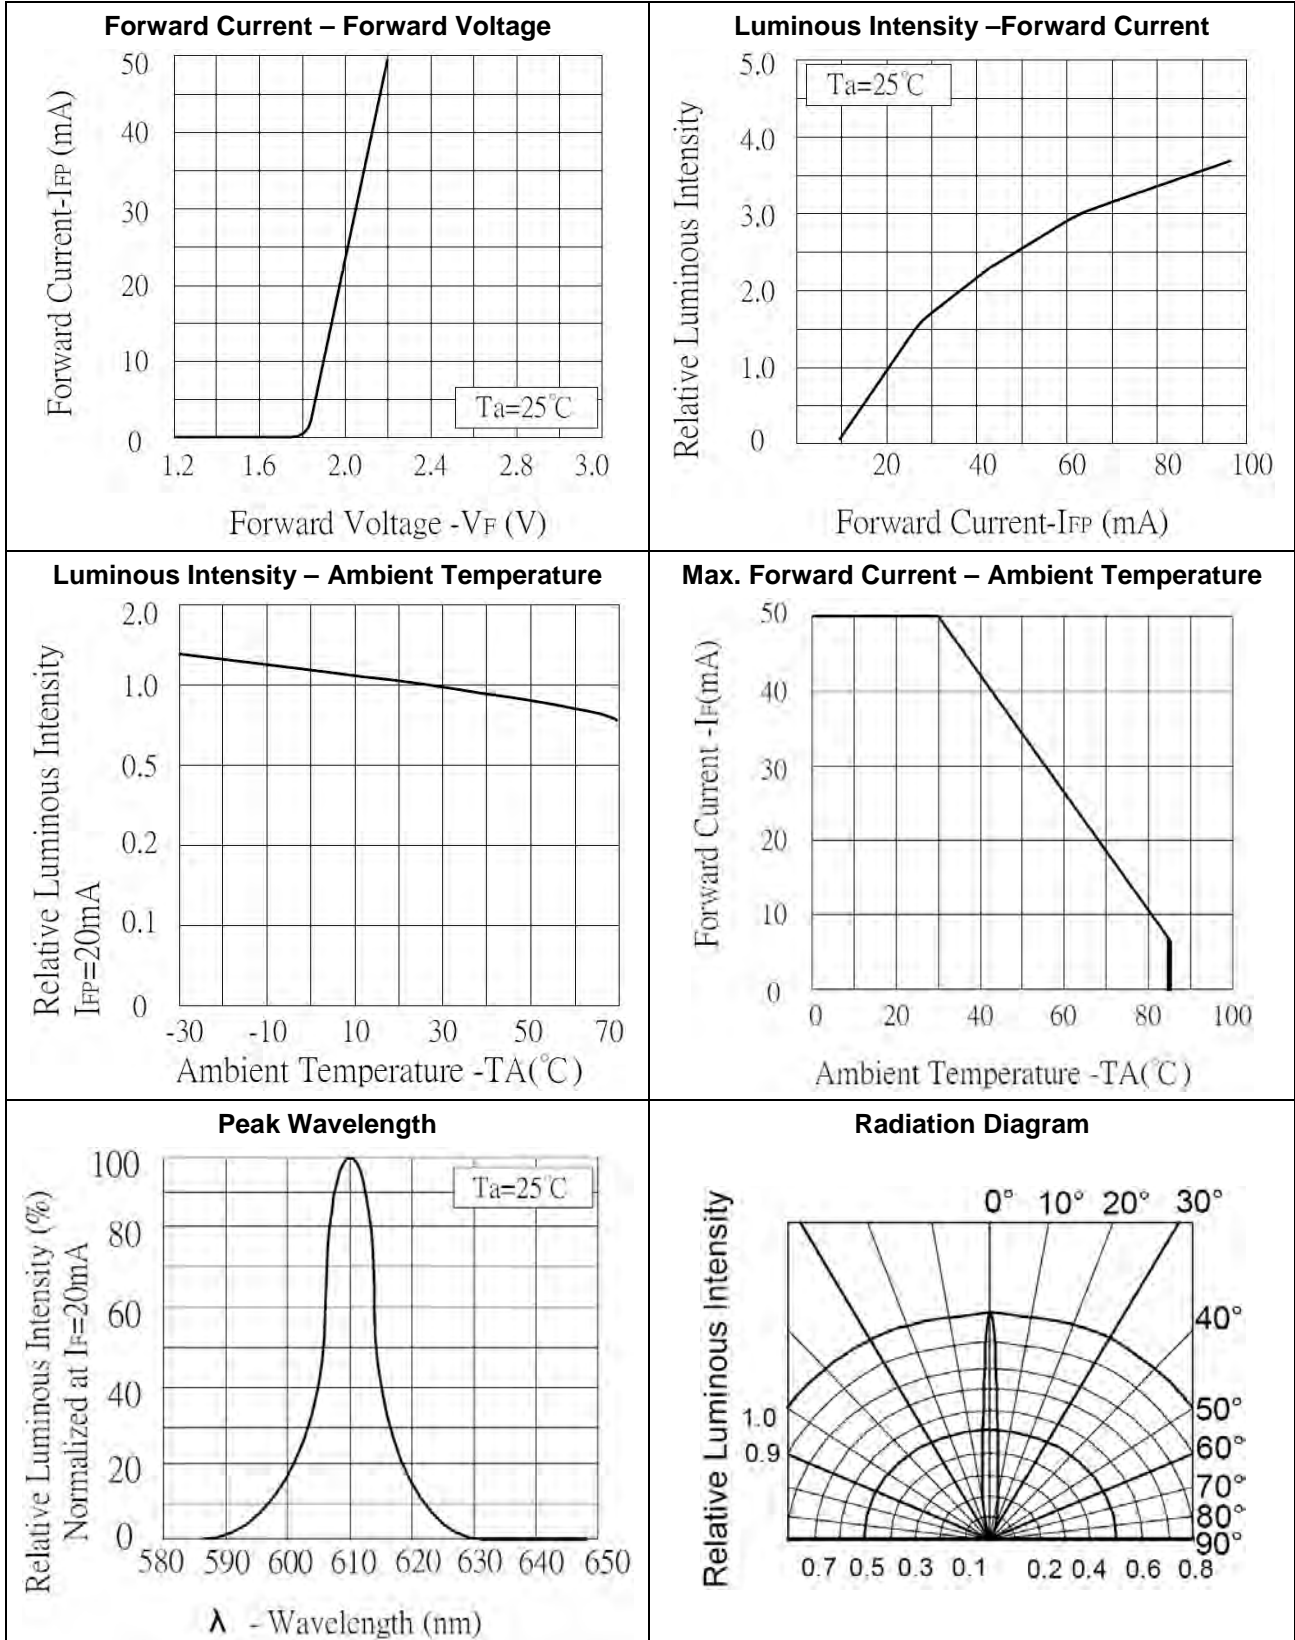 Forward Current – Forward Voltage
50
40
30
20
10
0
Forward Current-IFP (mA)
Ta=25℃
1.2 1.6 2.0 2.4 2.8 3.0
Forward Voltage -VF (V)
Luminous Intensity –Forward Current
5.0
4.0
3.0
2.0
1.0
0
Relative Luminous Intensity
Ta=25℃
20 40 60 80 100
Forward Current-IFP (mA)
Luminous Intensity – Ambient Temperature
2.0
1.0
0.5
0.2
0.1
0
Relative Luminous Intensity
IFP=20mA
-30 -10 10 30 50 70
Ambient Temperature -TA(℃)
Max. Forward Current – Ambient Temperature
50
40
30
20
10
0
Forward Current -IF(mA)
0 20 40 60 80 100
Ambient Temperature -TA(℃)
Peak Wavelength
100
80
60
40
20
0
Relative Luminous Intensity (%)
Normalized at IF=20mA
Ta=25℃
580 590 600 610 620 630 640 650
λ - Wavelength (nm)
Radiation Diagram
Relative Luminous Intensity
0° 10° 20° 30°
40°
50°
60°
70°
80°
90°
1.0
0.9
0.7 0.5 0.3 0.1 0.2 0.4 0.6 0.8